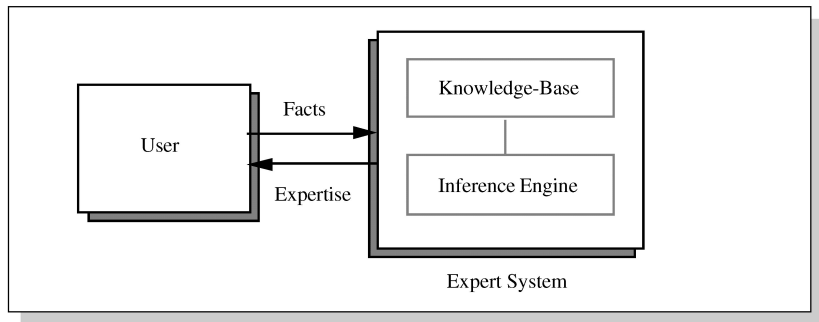 Knowledge-Base
Facts
User
Inference Engine
Expertise
Expert System